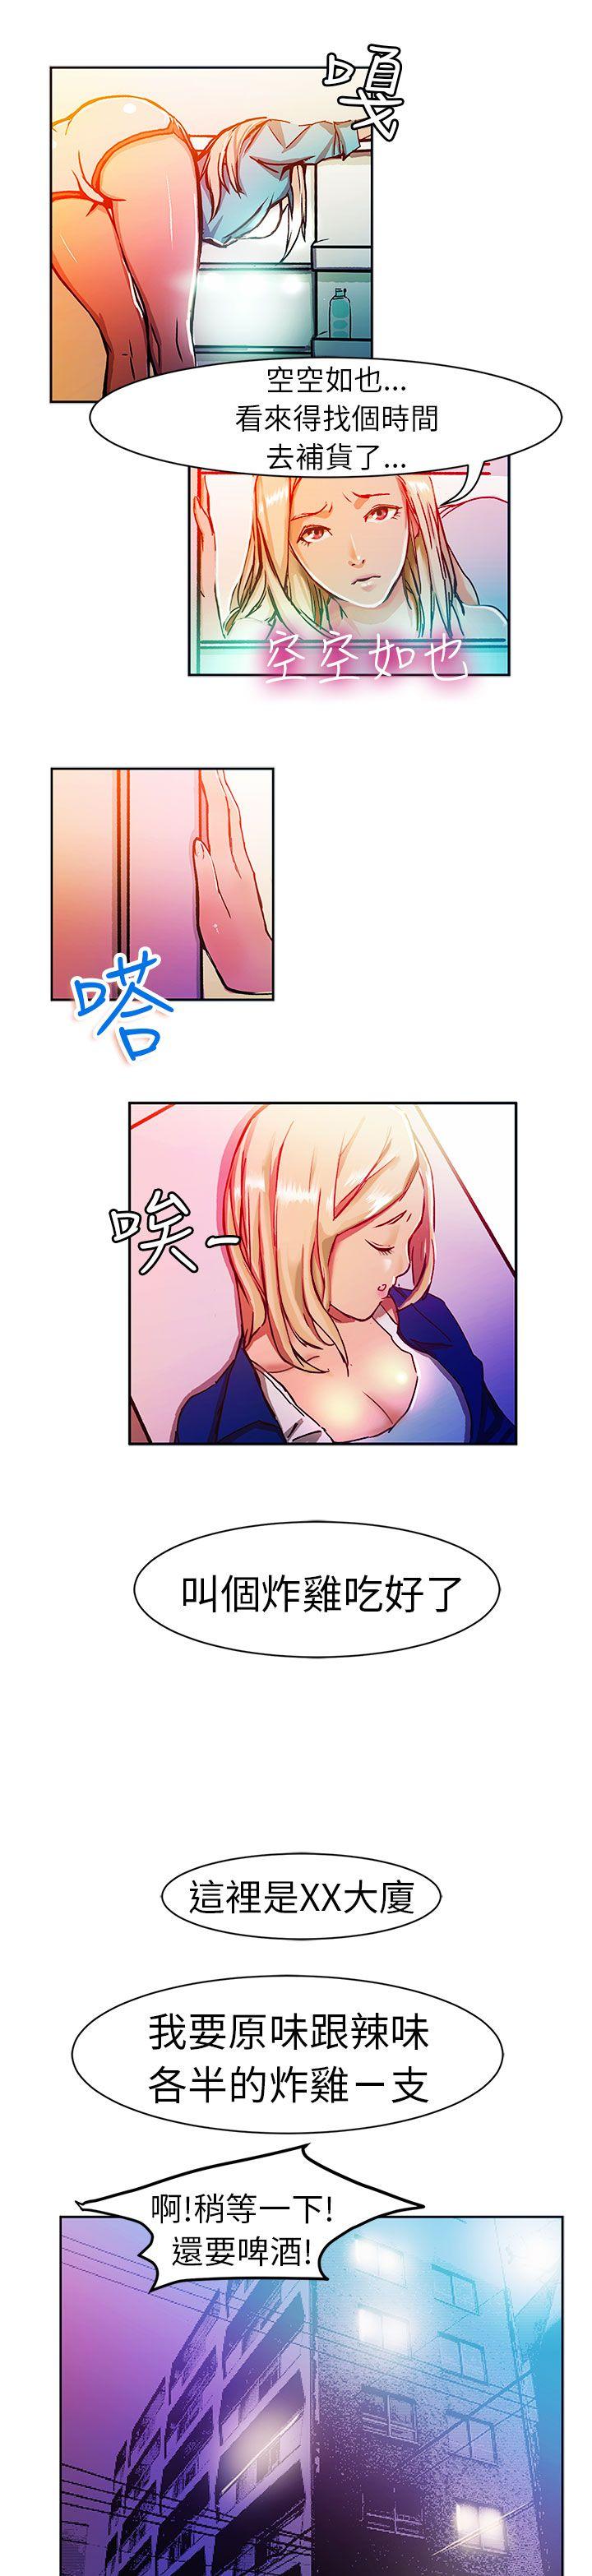 嘎
空空如也...
看來得找個時間
去補貨了...
空空如也
嗒
唉-
叫個炸雞吃好了
這裡是XX大廈
我要原味跟辣味
各半的炸雞一支
啊!稍等一下!
還要啤酒!